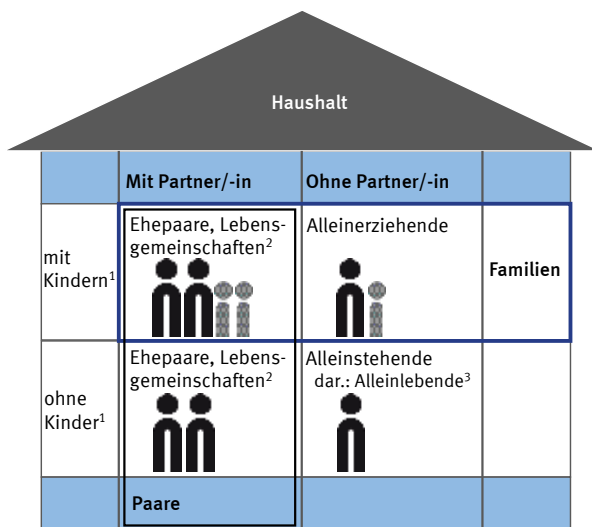 Haushalt
Mit Partner/-in
Ohne Partner/-in
mit
Kindern¹
Ehepaare, Lebens-
gemeinschaften²
Alleinerziehende
Familien
ohne
Kinder¹
Ehepaare, Lebens-
gemeinschaften²
Alleinstehende
dar.: Alleinlebende³
Paare